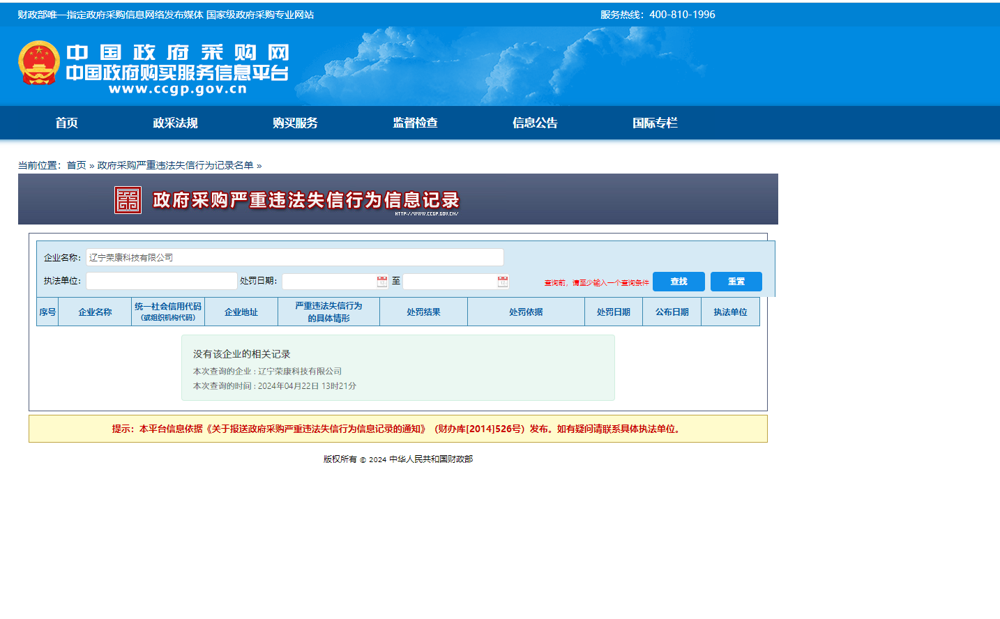 财政部唯一指定政府采购信息网络发布媒体 国家级政府采购专业网站
服务热线：400-810-1996
中国政府采购网
中国政府购买服务信息平台
www.ccgp.gov.cn
首页 政采法规 购买服务 监督检查 信息公告 国际专栏
当前位置：首页 » 政府采购严重违法失信行为记录名单 »
政府采购严重违法失信行为信息记录
HTTP://WWW.CCGP.GOV.CN/
企业名称：辽宁荣康科技有限公司
执法单位： 处罚日期： 至 查询前，请至少输入一个查询条件 查找 重置
序号 企业名称 统一社会信用代码（或组织机构代码） 企业地址 严重违法失信行为的具体情形 处罚结果 处罚依据 处罚日期 公布日期 执法单位
没有该企业的相关记录
本次查询的企业 : 辽宁荣康科技有限公司
本次查询的时间 : 2024年04月22日 13时21分
提示：本平台信息依据《关于报送政府采购严重违法失信行为信息记录的通知》（财办库[2014]526号）发布。如有疑问请联系具体执法单位。
版权所有 © 2024 中华人民共和国财政部